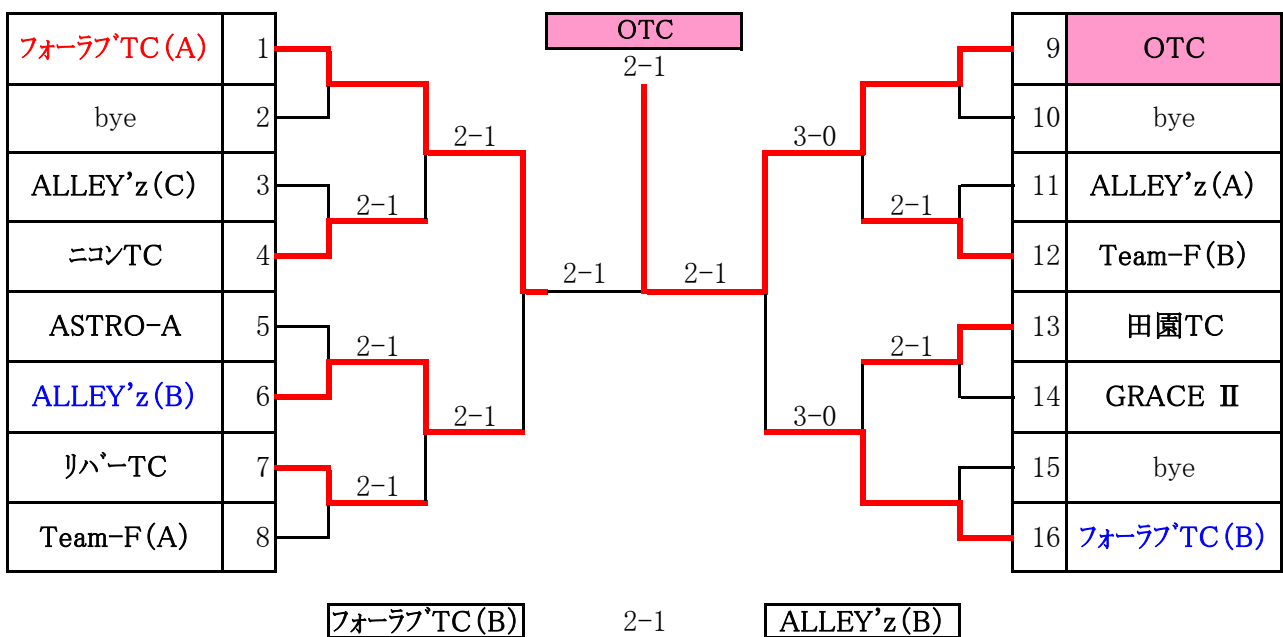 OTC
2-1
フォーラブTC(A) 1
bye 2
ALLEY'z(C) 3
ニコンTC 4
ASTRO-A 5
ALLEY'z(B) 6
リバーTC 7
Team-F(A) 8
2-1
2-1
2-1
2-1
2-1
2-1
2-1
3-0
2-1
2-1
3-0
9 OTC
10 bye
11 ALLEY'z(A)
12 Team-F(B)
13 田園TC
14 GRACE Ⅱ
15 bye
16 フォーラブTC(B)
フォーラブTC(B) 2-1 ALLEY'z(B)